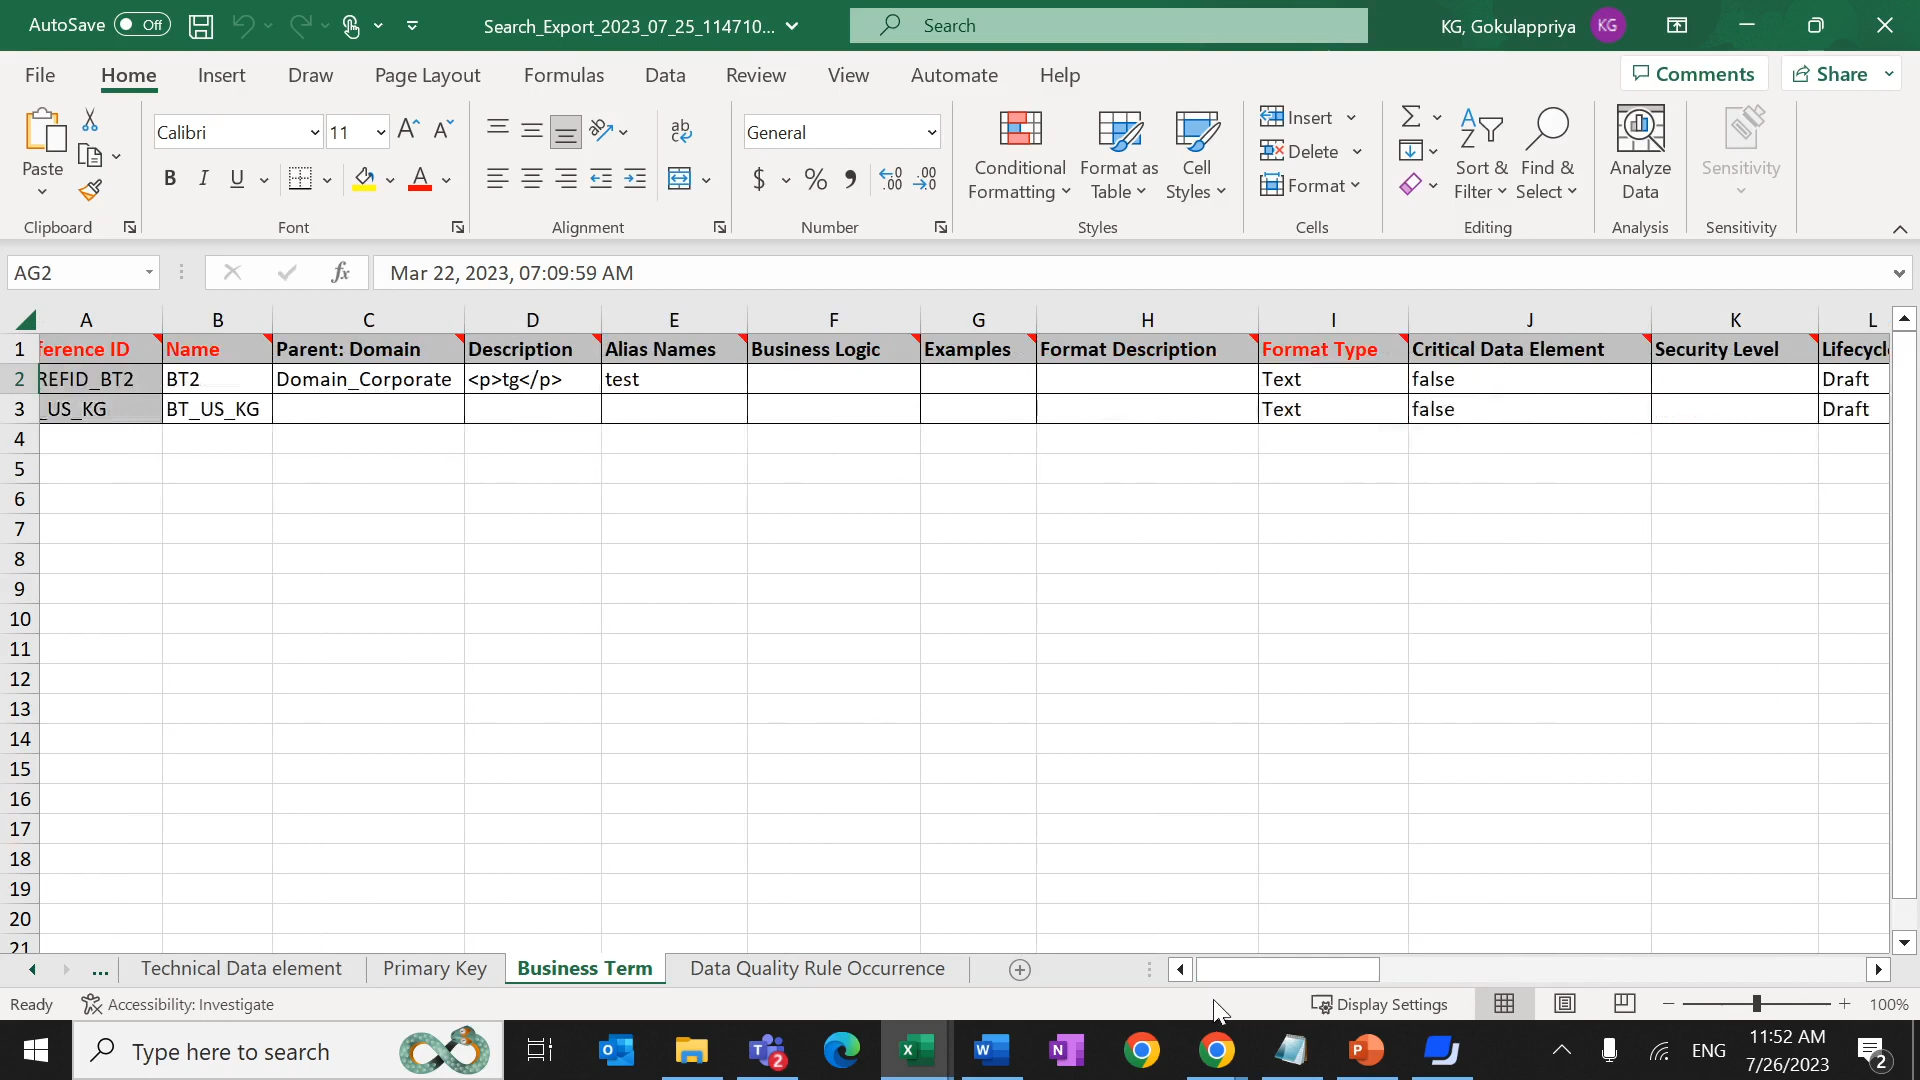 AutoSave Off
Search_Export_2023_07_25_114710...
Search
KG, Gokulappriya KG
File Home Insert Draw Page Layout Formulas Data Review View Automate Help
Comments Share
Paste
Calibri 11
General
Conditional Formatting
Format as Table
Cell Styles
Insert
Delete
Format
Sort & Filter
Find & Select
Analyze Data
Sensitivity
Clipboard Font Alignment Number Styles Cells Editing Analysis Sensitivity
AG2 fx Mar 22, 2023, 07:09:59 AM
A B C D E F G H I J K L
1 ference ID Name Parent: Domain Description Alias Names Business Logic Examples Format Description Format Type Critical Data Element Security Level Lifecycl
2 REFID_BT2 BT2 Domain_Corporate <p>tg</p> test Text false Draft
3 _US_KG BT_US_KG Text false Draft
4
5
6
7
8
9
10
11
12
13
14
15
16
17
18
19
20
21
... Technical Data element Primary Key Business Term Data Quality Rule Occurrence
Ready Accessibility: Investigate Display Settings 100%
Type here to search
2
ENG
11:52 AM
7/26/2023
2